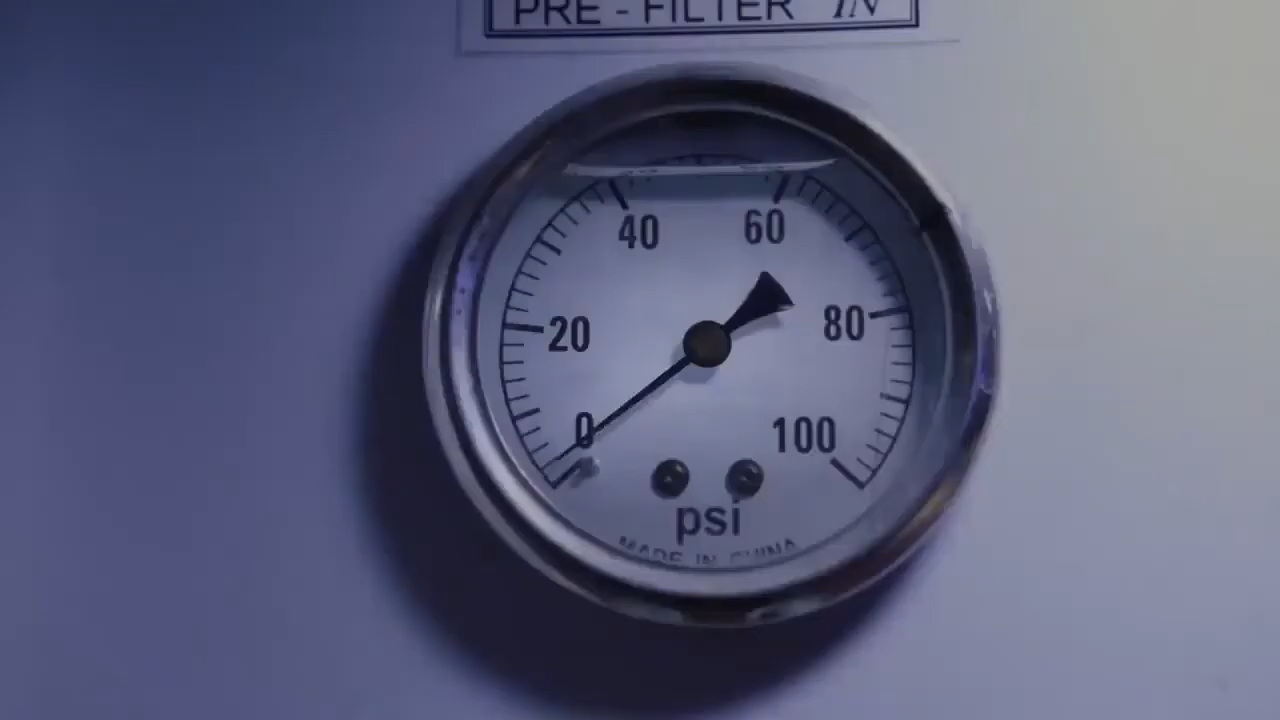 PRE - FILTER IN
40 60
20 80
0 100
psi
MADE IN CHINA